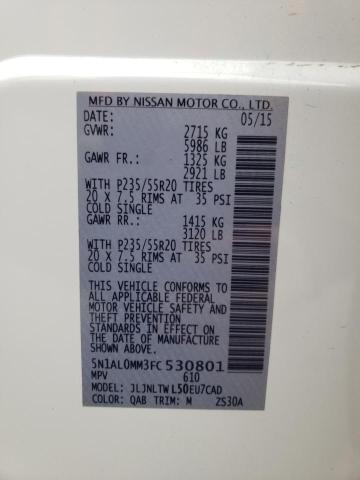 MFD BY NISSAN MOTOR CO., LTD.
DATE: 05/15
GVWR: 2715 KG
5986 LB
GAWR FR.: 1325 KG
2921 LB
WITH P235/55R20 TIRES
20 X 7.5 RIMS AT 35 PSI
COLD SINGLE
GAWR RR.: 1415 KG
3120 LB
WITH P235/55R20 TIRES
20 X 7.5 RIMS AT 35 PSI
COLD SINGLE
THIS VEHICLE CONFORMS TO
ALL APPLICABLE FEDERAL
MOTOR VEHICLE SAFETY AND
THEFT PREVENTION
STANDARDS IN EFFECT ON
THE DATE OF MANUFACTURE
SHOWN ABOVE.
5N1AL0MM3FC530801
MPV 610
MODEL: JLJNLTWL50EU7CAD
COLOR: QAB TRIM: M ZS30A